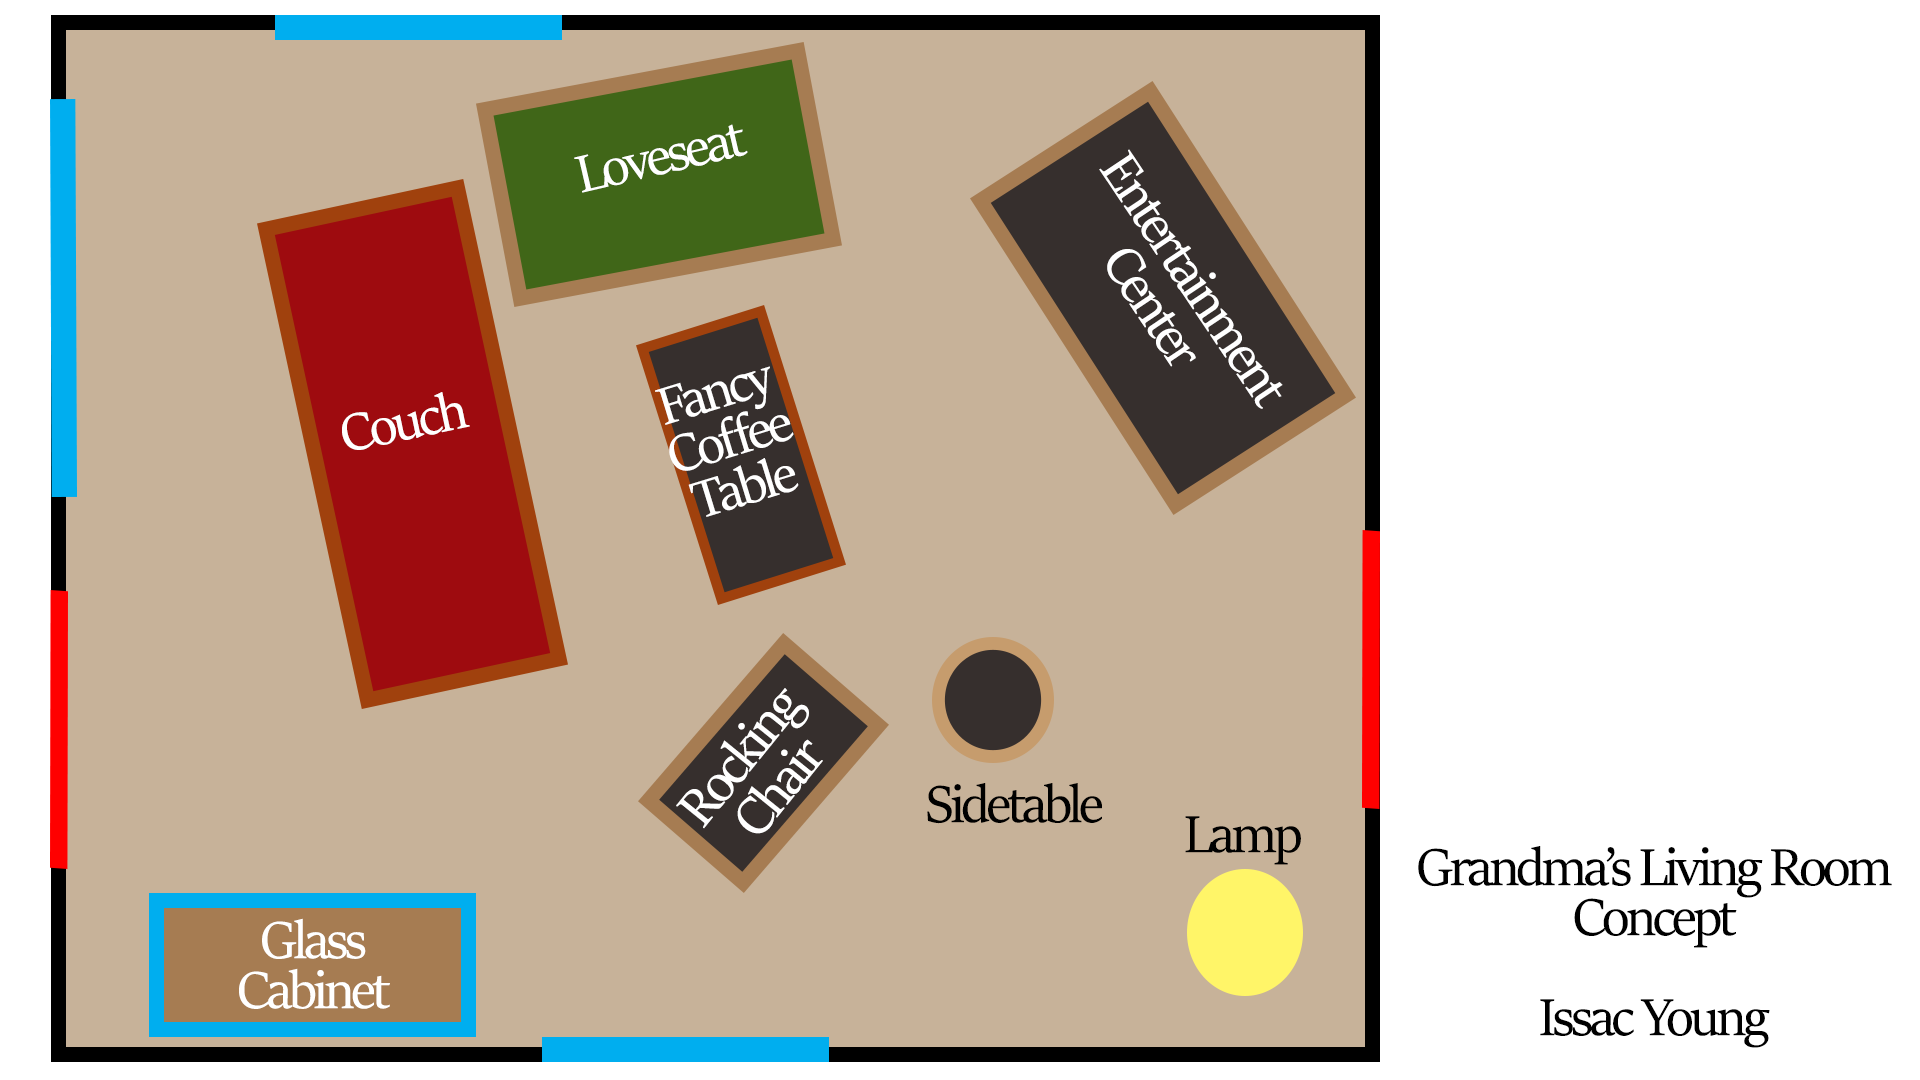 Loveseat
Entertainment
Center
Couch
Fancy
Coffee
Table
Rocking
Chair
Sidetable
Lamp
Glass
Cabinet
Grandma's Living Room
Concept
Issac Young